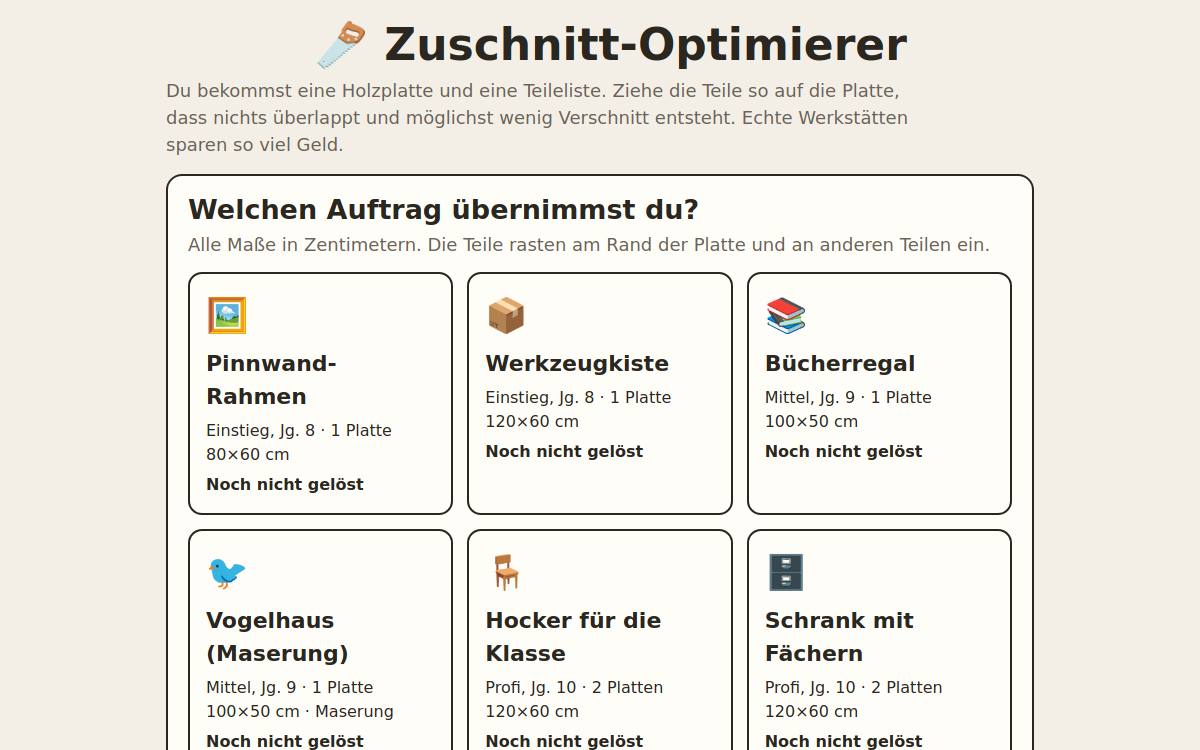 Zuschnitt-Optimierer
Du bekommst eine Holzplatte und eine Teileliste. Ziehe die Teile so auf die Platte,
dass nichts überlappt und möglichst wenig Verschnitt entsteht. Echte Werkstätten
sparen so viel Geld.
Welchen Auftrag übernimmst du?
Alle Maße in Zentimetern. Die Teile rasten am Rand der Platte und an anderen Teilen ein.
Pinnwand-
Rahmen
Einstieg, Jg. 8 · 1 Platte
80×60 cm
Noch nicht gelöst
Werkzeugkiste
Einstieg, Jg. 8 · 1 Platte
120×60 cm
Noch nicht gelöst
Bücherregal
Mittel, Jg. 9 · 1 Platte
100×50 cm
Noch nicht gelöst
Vogelhaus
(Maserung)
Mittel, Jg. 9 · 1 Platte
100×50 cm · Maserung
Noch nicht gelöst
Hocker für die
Klasse
Profi, Jg. 10 · 2 Platten
120×60 cm
Noch nicht gelöst
Schrank mit
Fächern
Profi, Jg. 10 · 2 Platten
120×60 cm
Noch nicht gelöst